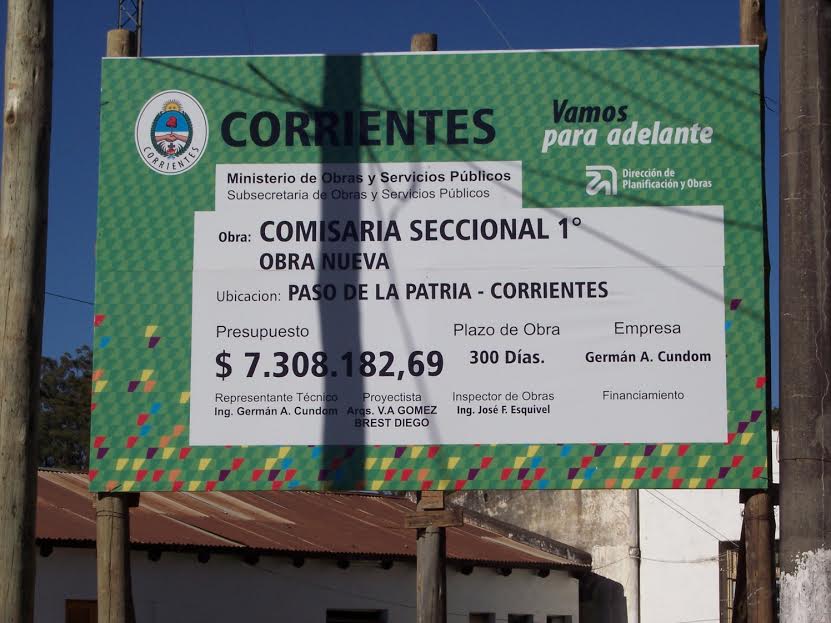 CORRIENTES
CORRIENTES
Vamos
para adelante
Dirección de
Planificación y Obras
Ministerio de Obras y Servicios Públicos
Subsecretaria de Obras y Servicios Públicos
Obra: COMISARIA SECCIONAL 1°
OBRA NUEVA
Ubicacion: PASO DE LA PATRIA - CORRIENTES
Presupuesto
$ 7.308.182,69
Plazo de Obra
300 Días.
Empresa
Germán A. Cundom
Representante Técnico
Ing. Germán A. Cundom
Proyectista
Arqs. V.A GOMEZ
BREST DIEGO
Inspector de Obras
Ing. José F. Esquivel
Financiamiento